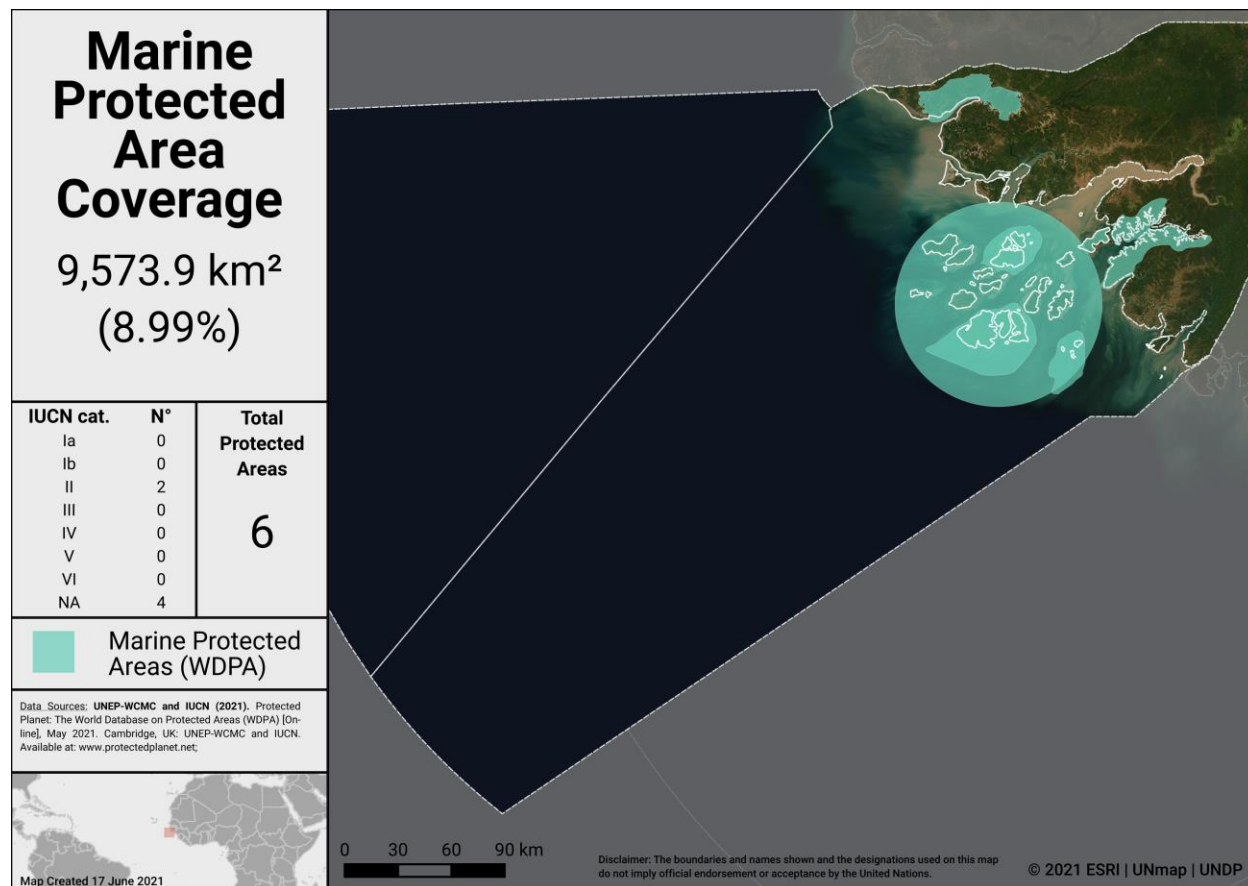 Marine
Protected
Area
Coverage
9,573.9 km²
(8.99%)
IUCN cat. N°
Ia 0
Ib 0
II 2
III 0
IV 0
V 0
VI 0
NA 4
Total
Protected
Areas
6
Marine Protected
Areas (WDPA)
Data Sources: UNEP-WCMC and IUCN (2021). Protected
Planet: The World Database on Protected Areas (WDPA) [On-
line], May 2021. Cambridge, UK: UNEP-WCMC and IUCN.
Available at: www.protectedplanet.net;
Map Created 17 June 2021
0 30 60 90 km
Disclaimer: The boundaries and names shown and the designations used on this map
do not imply official endorsement or acceptance by the United Nations.
© 2021 ESRI | UNmap | UNDP